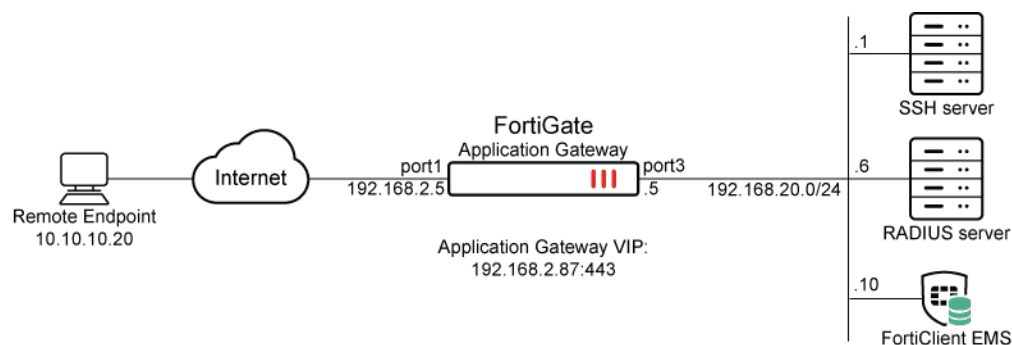 .1
SSH server
FortiGate
Application Gateway
port1
port3
.6
Internet
192.168.2.5
.5
192.168.20.0/24
Remote Endpoint
10.10.10.20
RADIUS server
Application Gateway VIP:
192.168.2.87:443
.10
FortiClient EMS